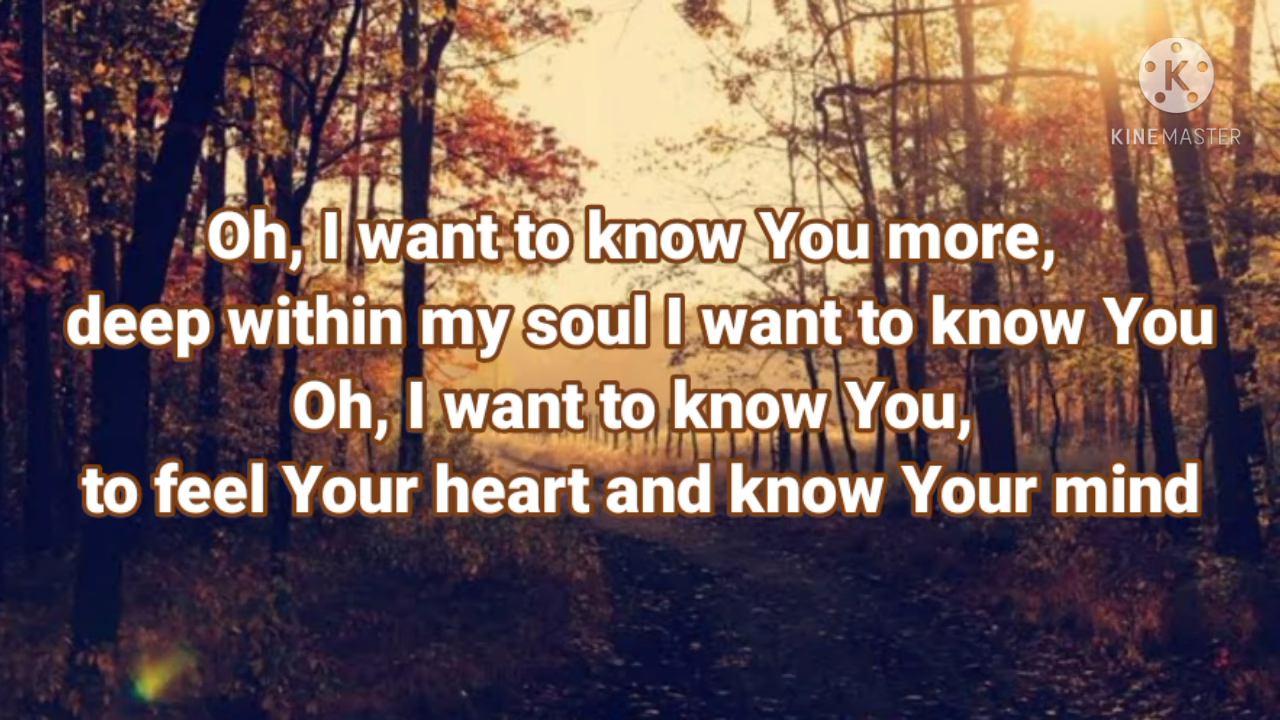 K
KINEMASTER
Oh, I want to know You more,
deep within my soul I want to know You
Oh, I want to know You,
to feel Your heart and know Your mind